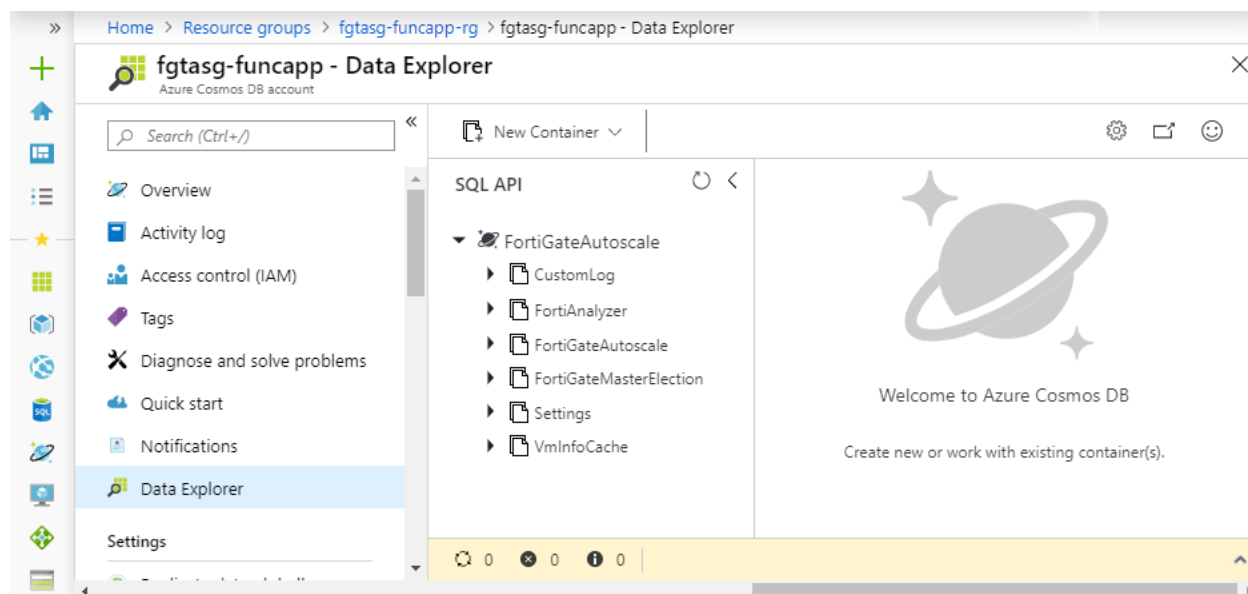 Home > Resource groups > fgtasg-funcapp-rg > fgtasg-funcapp - Data Explorer
fgtasg-funcapp - Data Explorer
Azure Cosmos DB account
Search (Ctrl+/)
Overview
Activity log
Access control (IAM)
Tags
Diagnose and solve problems
Quick start
Notifications
Data Explorer
Settings
New Container
SQL API
FortiGateAutoscale
CustomLog
FortiAnalyzer
FortiGateAutoscale
FortiGateMasterElection
Settings
VmInfoCache
Welcome to Azure Cosmos DB
Create new or work with existing container(s).
0 0 0
SQL